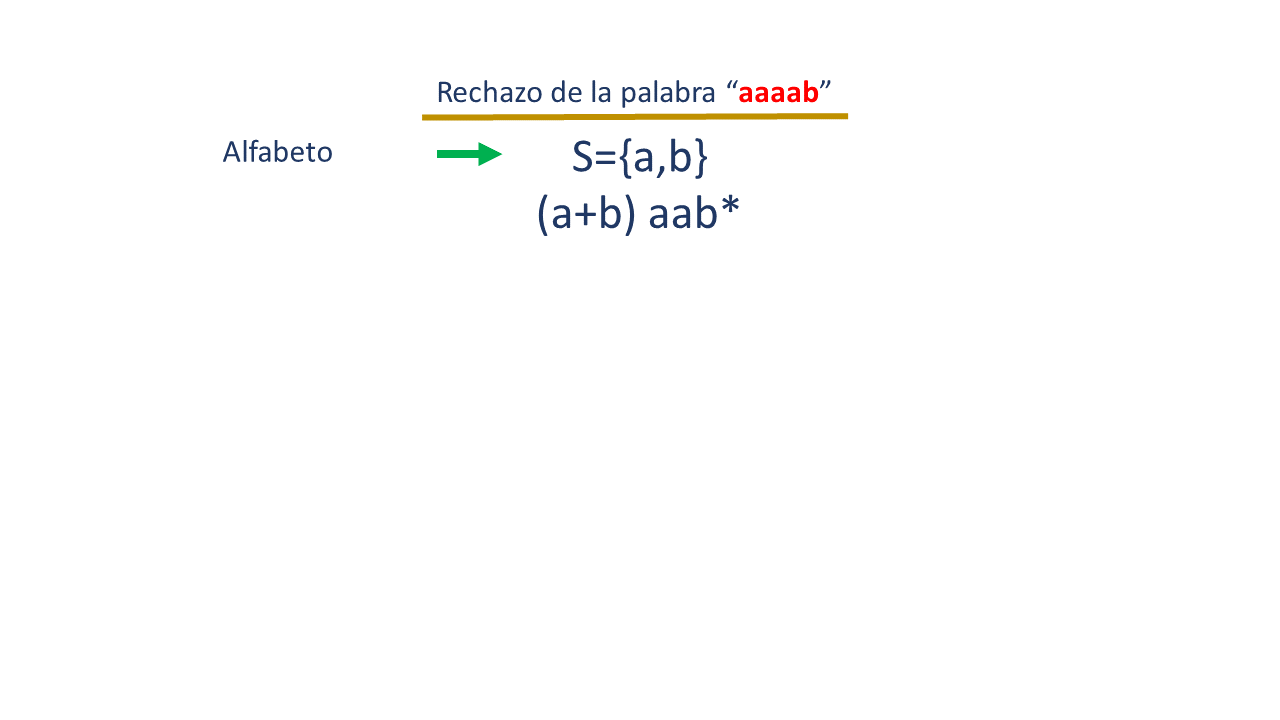 Rechazo de la palabra “aaaab”
Alfabeto S={a,b}
(a+b) aab*